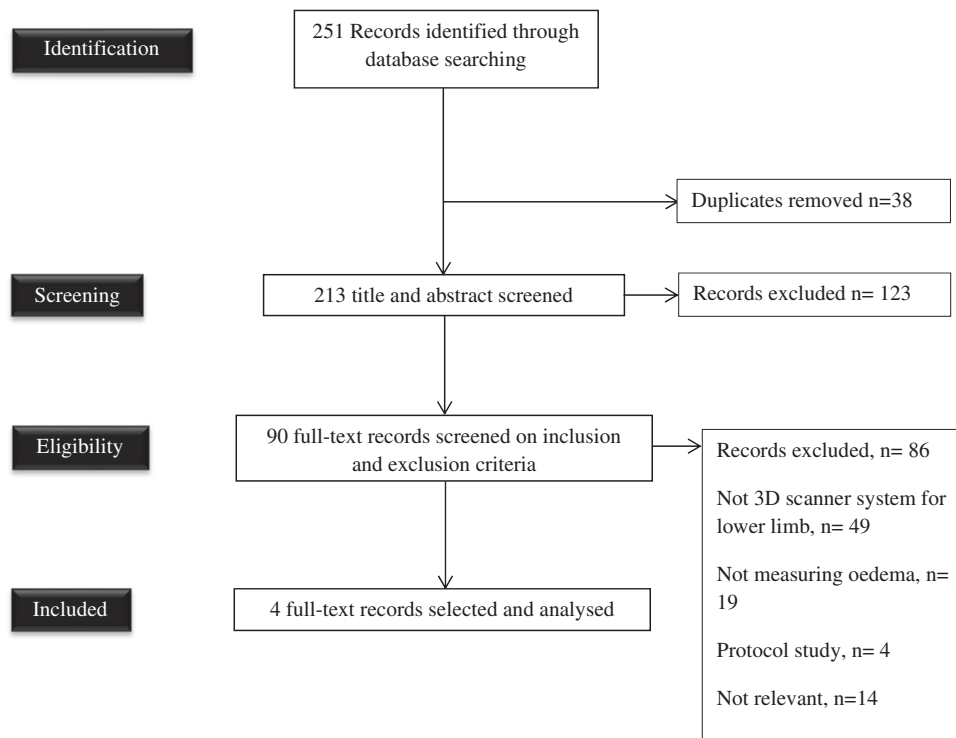 Identification
251 Records identified through
database searching
Duplicates removed n=38
Screening
213 title and abstract screened
Records excluded n= 123
Eligibility
90 full-text records screened on inclusion
and exclusion criteria
Records excluded, n= 86
Not 3D scanner system for
lower limb, n= 49
Not measuring oedema, n=
19
Protocol study, n= 4
Not relevant, n=14
Included
4 full-text records selected and analysed